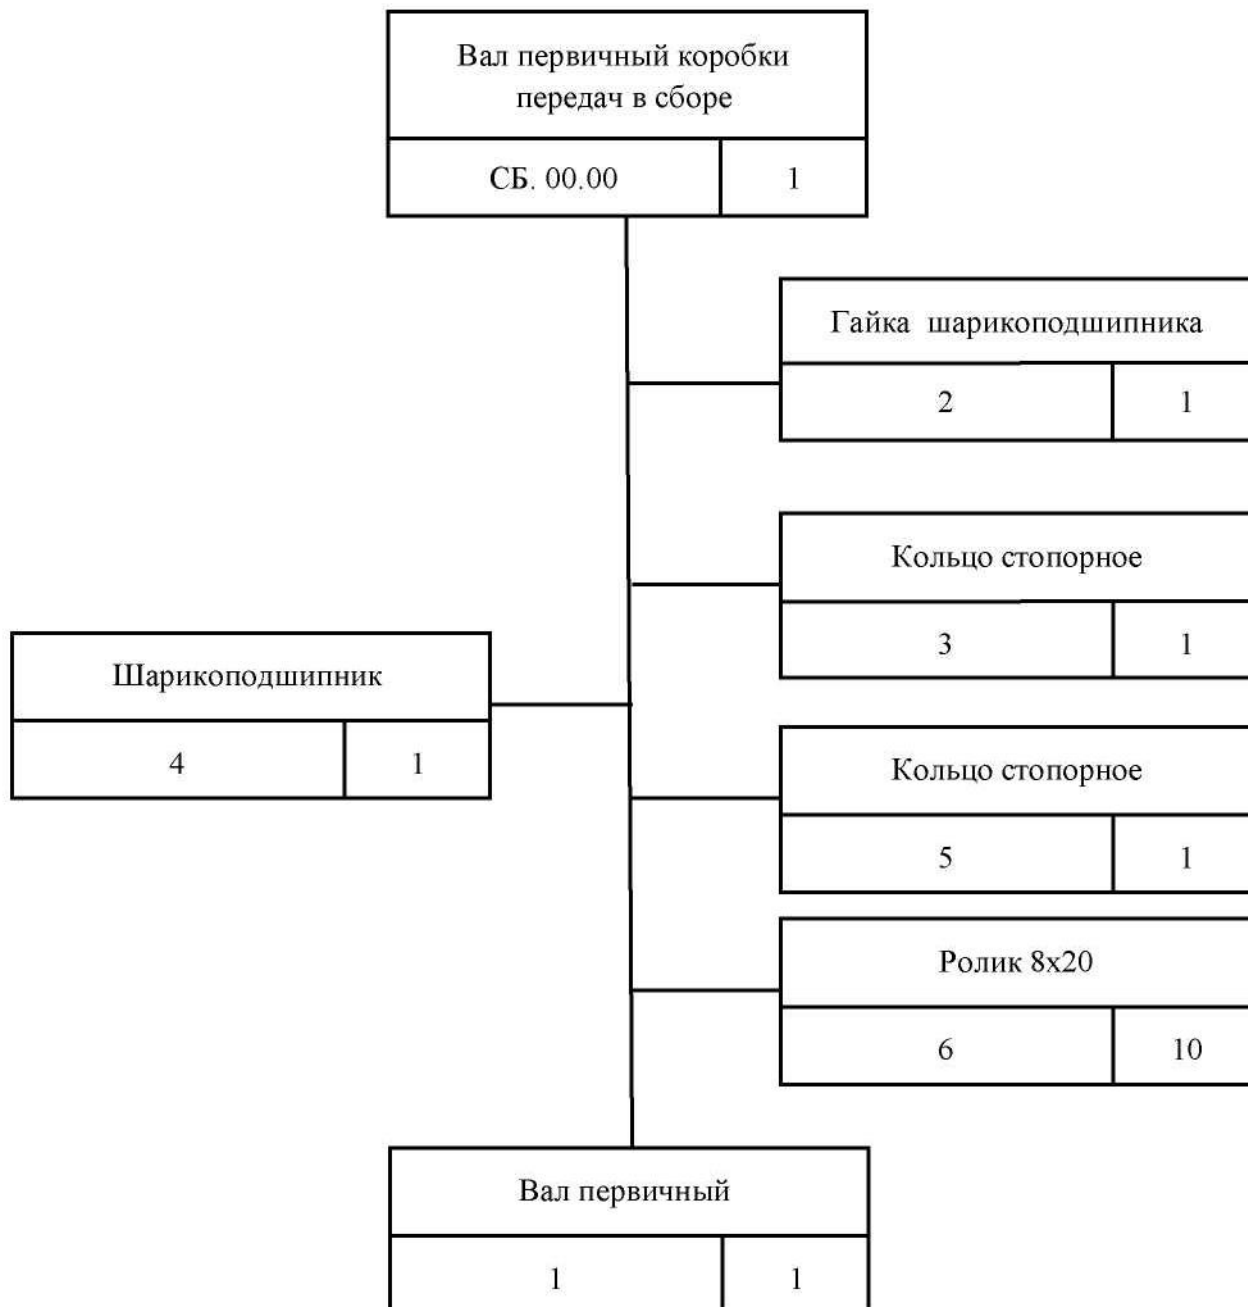 Вал первичный коробки
передач в сборе
СБ. 00.00 1
Гайка шарикоподшипника
2 1
Кольцо стопорное
3 1
Шарикоподшипник
4 1
Кольцо стопорное
5 1
Ролик 8х20
6 10
Вал первичный
1 1